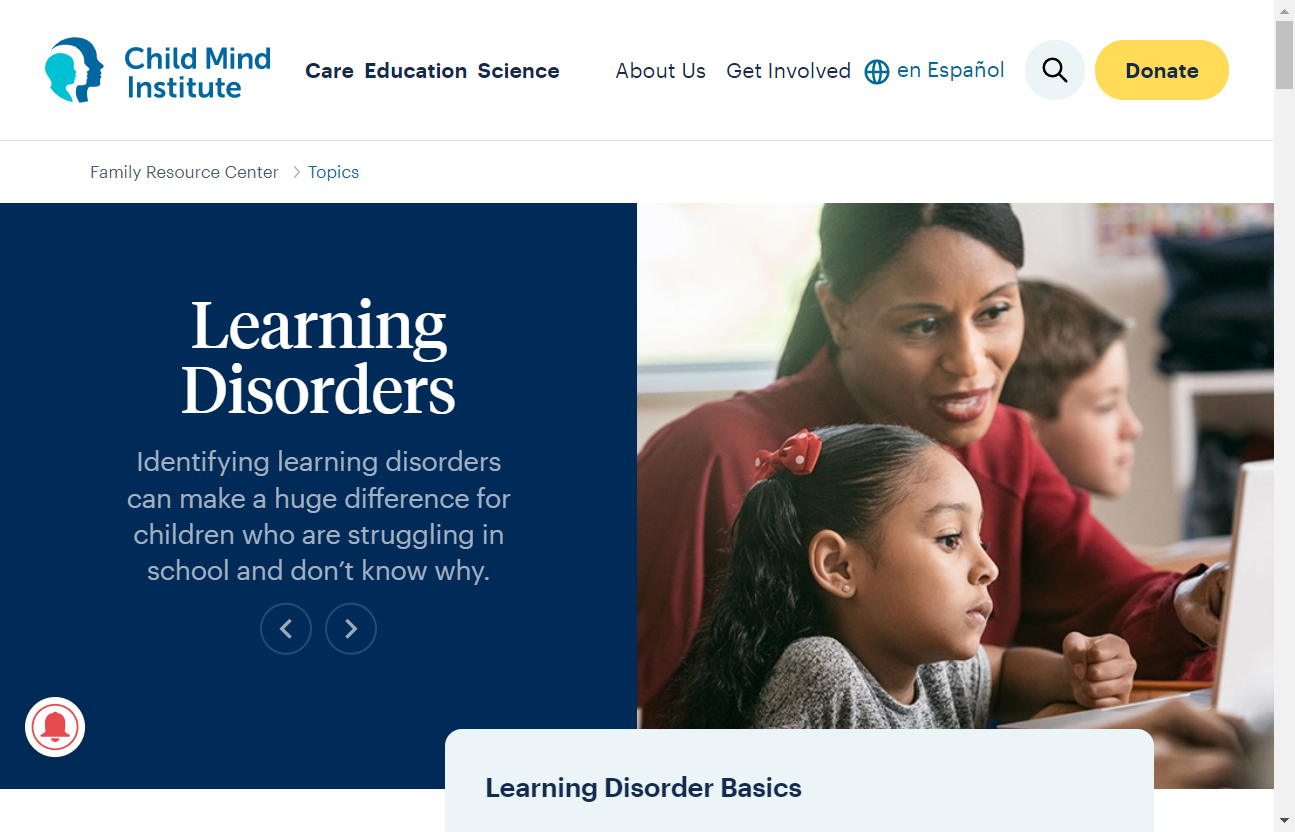 Child Mind
Institute
Care Education Science
About Us Get Involved en Español
Donate
Family Resource Center
Topics
Learning
Disorders
Identifying learning disorders
can make a huge difference for
children who are struggling in
school and don’t know why.
Learning Disorder Basics